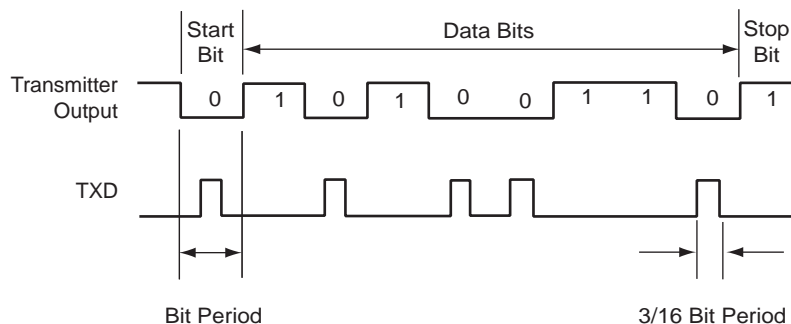 Start
Bit
Data Bits
Stop
Bit
Transmitter
Output
0 1 0 1 0 0 1 1 0 1
TXD
Bit Period
3/16 Bit Period